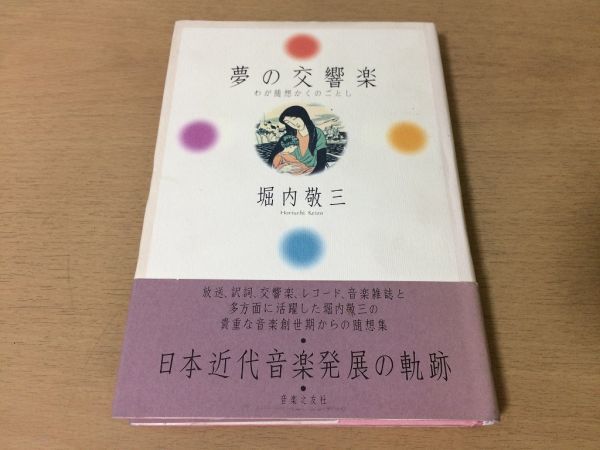 夢の交響楽
わが随想かくのごとし
堀内敬三
Horiuchi Keizo
放送、訳詞、交響楽、レコード、音楽雑誌と
多方面に活躍した堀内敬三の
貴重な音楽創世期からの随想集
日本近代音楽発展の軌跡
音楽之友社